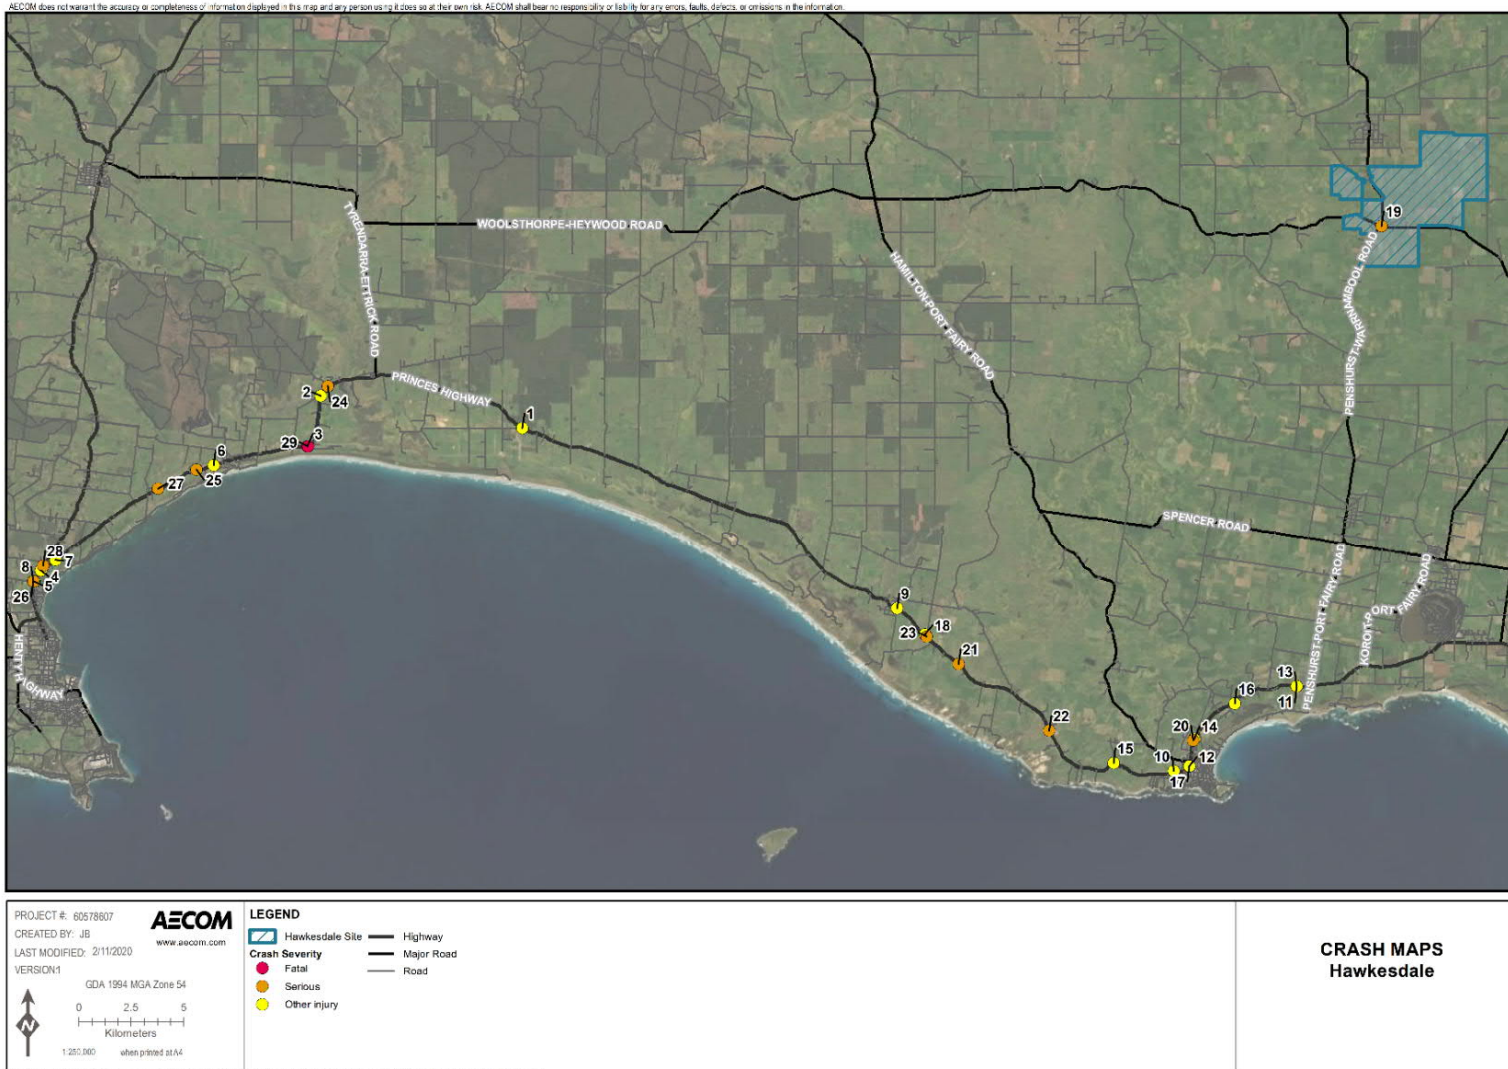 AECOM does not warrant the accuracy or completeness of information displayed in this map and any person using it does so at their own risk. AECOM shall bear no responsibility or liability for any errors, faults, defects, or omissions in the information.
19
WOOLSTHORPE-HEYWOOD ROAD
TYRENDARRA-ETTRICK ROAD
HAMILTON-PORT FAIRY ROAD
PENSHURST-WARRNAMBOOL ROAD
PRINCES HIGHWAY
2
24
1
3
29
6
25
27
SPENCER ROAD
28
7
8
4
5
26
PENSHURST-PORT FAIRY ROAD
KOROIT-PORT FAIRY ROAD
9
18
23
21
HENTY HIGHWAY
13
16
11
22
20
14
15
10
12
17
PROJECT #: 60578607
CREATED BY: JB
LAST MODIFIED: 2/11/2020
VERSION:1
AECOM
www.aecom.com
GDA 1994 MGA Zone 54
0 2.5 5
Kilometers
1:250,000 when printed at A4
N
LEGEND
Hawkesdale Site
Highway
Crash Severity
Major Road
Fatal
Road
Serious
Other injury
CRASH MAPS
Hawkesdale